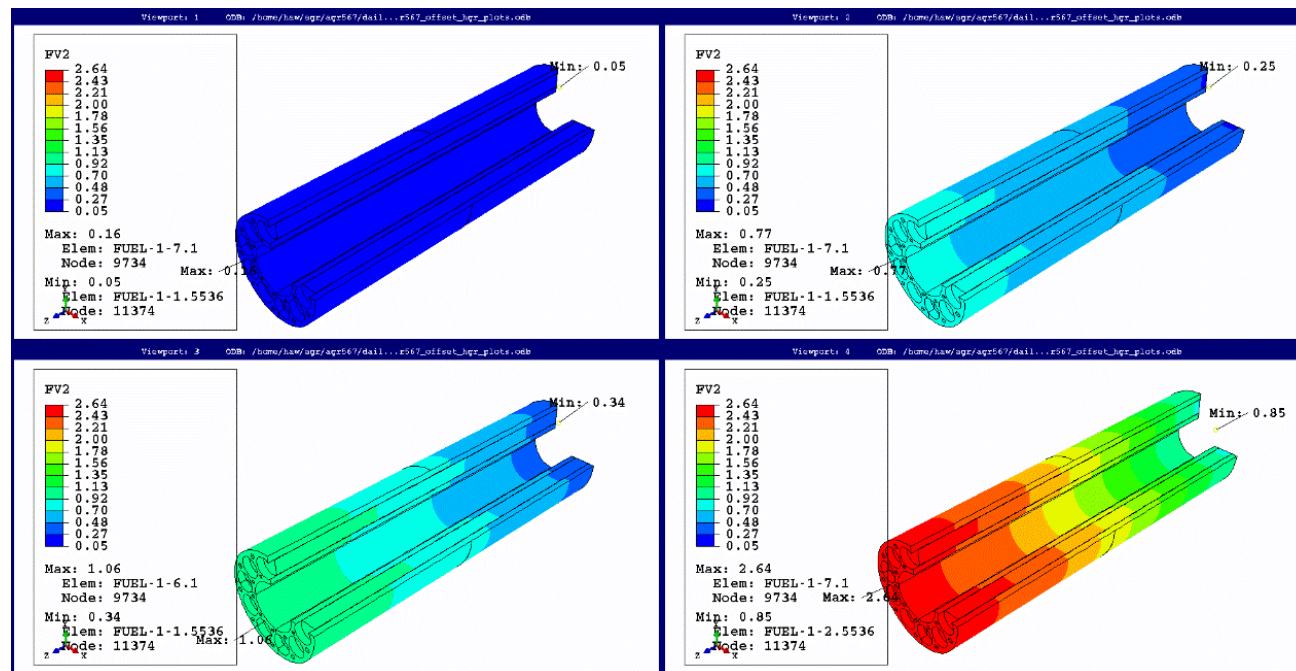 Viewport: 1 ODB: /home/haw/agr/agr567/dail...r567_offset_hgr_plots.odb
FV2
2.64
2.43
2.21
2.00
1.78
1.56
1.35
1.13
0.92
0.70
0.48
0.27
0.05
Min: 0.05
Max: 0.16
Elem: FUEL-1-7.1
Node: 9734
Max: 0.16
Min: 0.05
Elem: FUEL-1-1.5536
Node: 11374
Y
Z X
Viewport: 2 ODB: /home/haw/agr/agr567/dail...r567_offset_hgr_plots.odb
FV2
2.64
2.43
2.21
2.00
1.78
1.56
1.35
1.13
0.92
0.70
0.48
0.27
0.05
Min: 0.25
Max: 0.77
Elem: FUEL-1-7.1
Node: 9734
Max: 0.77
Min: 0.25
Elem: FUEL-1-1.5536
Node: 11374
Y
Z X
Viewport: 3 ODB: /home/haw/agr/agr567/dail...r567_offset_hgr_plots.odb
FV2
2.64
2.43
2.21
2.00
1.78
1.56
1.35
1.13
0.92
0.70
0.48
0.27
0.05
Min: 0.34
Max: 1.06
Elem: FUEL-1-6.1
Node: 9734
Min: 0.34
Elem: FUEL-1-1.5536
Max: 1.06
Node: 11374
Y
Z X
Viewport: 4 ODB: /home/haw/agr/agr567/dail...r567_offset_hgr_plots.odb
FV2
2.64
2.43
2.21
2.00
1.78
1.56
1.35
1.13
0.92
0.70
0.48
0.27
0.05
Min: 0.85
Max: 2.64
Elem: FUEL-1-7.1
Node: 9734
Max: 2.64
Min: 0.85
Elem: FUEL-1-2.5536
Node: 11374
Y
Z X